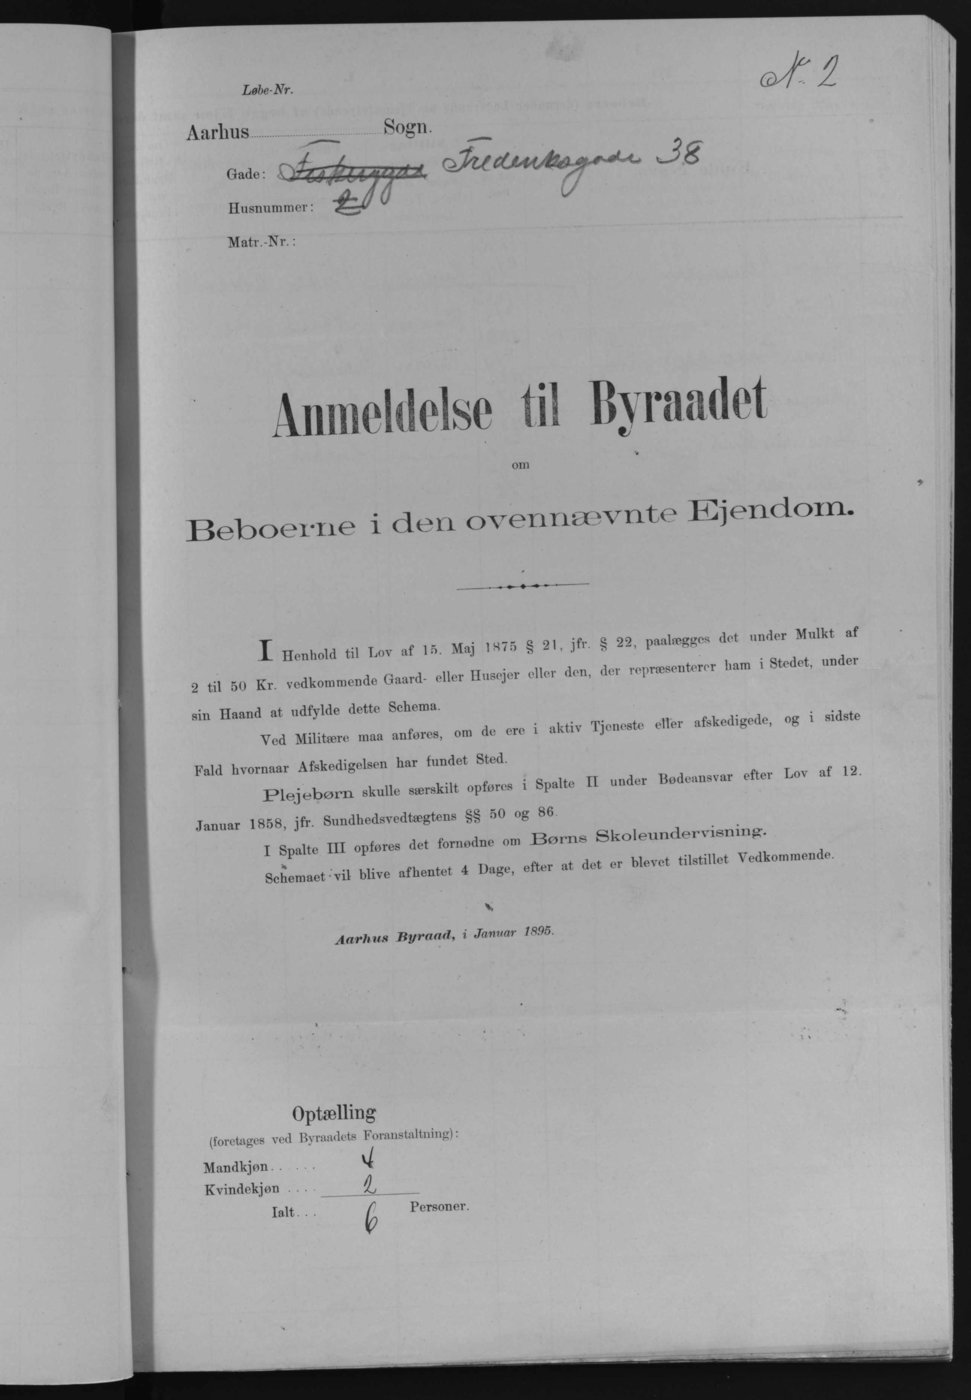 N. 2
Løbe-Nr.
Aarhus Sogn.
Gade: Fiskergade Frederiksgade 38
Husnummer: 2
Matr.-Nr.:
Anmeldelse til Byraadet
om
Beboerne i den ovennævnte Ejendom.
I Henhold til Lov af 15. Maj 1875 § 21, jfr. § 22, paalægges det under Mulkt af
2 til 50 Kr. vedkommende Gaard- eller Husejer eller den, der repræsenterer ham i Stedet, under
sin Haand at udfylde dette Schema.
Ved Militære maa anføres, om de ere i aktiv Tjeneste eller afskedigede, og i sidste
Fald hvornaar Afskedigelsen har fundet Sted.
Plejebørn skulle særskilt opføres i Spalte II under Bødeansvar efter Lov af 12.
Januar 1858, jfr. Sundhedsvedtægtens §§ 50 og 86.
I Spalte III opføres det fornødne om Børns Skoleundervisning.
Schemaet vil blive afhentet 4 Dage, efter at det er blevet tilstillet Vedkommende.
Aarhus Byraad, i Januar 1895.
Optælling
(foretages ved Byraadets Foranstaltning):
Mandkjøn...... 4
Kvindekjøn .... 2
Ialt... 6 Personer.